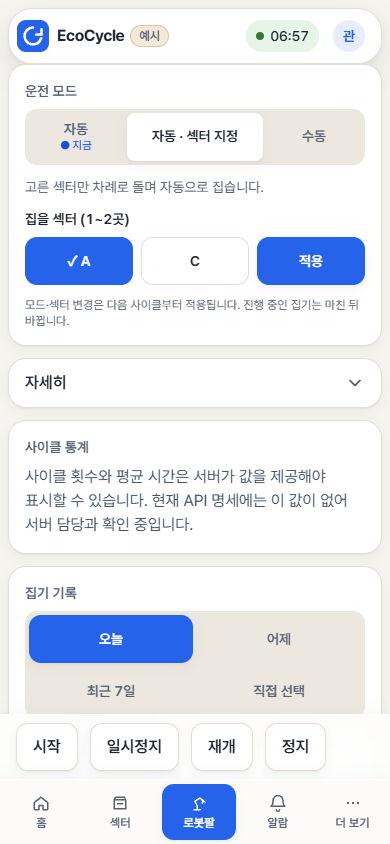 EcoCycle 예시 06:57 관
운전 모드
자동 자동 · 섹터 지정 수동
지금
고른 섹터만 차례로 돌며 자동으로 집습니다.
집을 섹터 (1~2곳)
✓ A C 적용
모드·섹터 변경은 다음 사이클부터 적용됩니다. 진행 중인 집기는 마친 뒤
바뀝니다.
자세히
사이클 통계
사이클 횟수와 평균 시간은 서버가 값을 제공해야
표시할 수 있습니다. 현재 API 명세에는 이 값이 없어
서버 담당과 확인 중입니다.
집기 기록
오늘 어제
최근 7일 직접 선택
시작 일시정지 재개 정지
홈 섹터 로봇팔 알람 더 보기